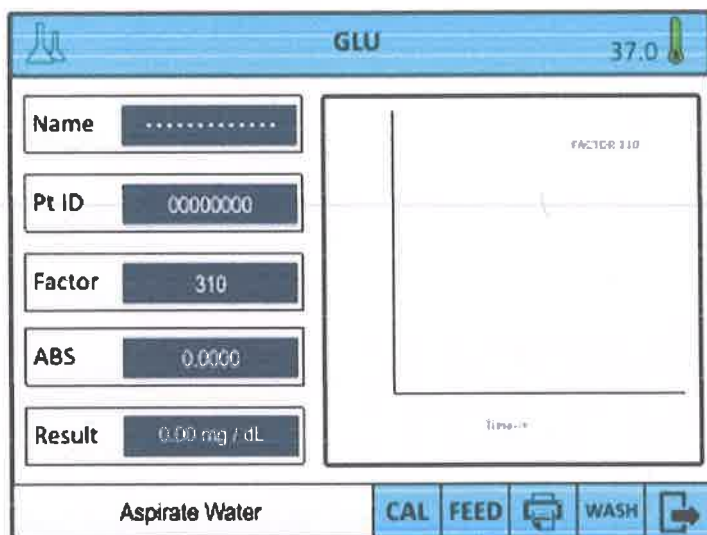 GLU
37.0
Name .............
Pt ID 00000000
Factor 310
ABS 0.0000
Result 0.00 mg / dL
FACTOR 310
Aspirate Water
CAL FEED WASH